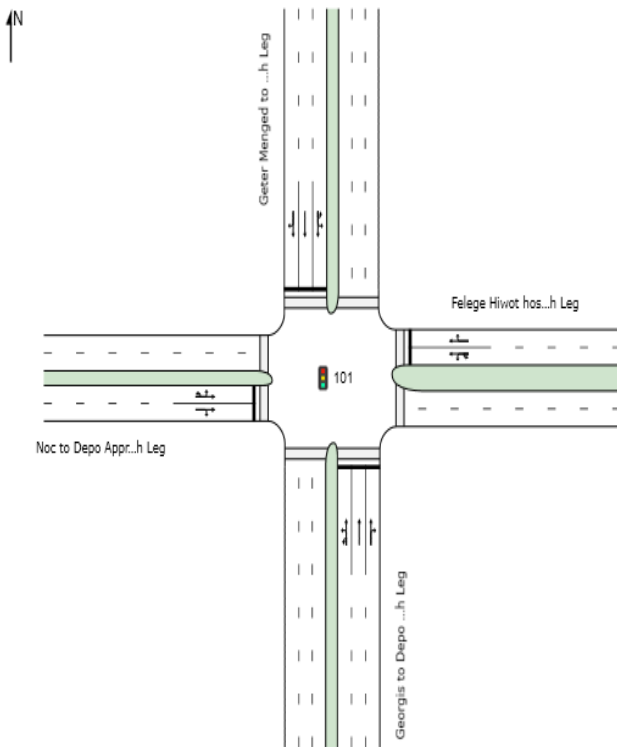 N
Geter Menged to ...h Leg
Felege Hiwot hos...h Leg
101
Noc to Depo Appr...h Leg
Georgis to Depo ...h Leg